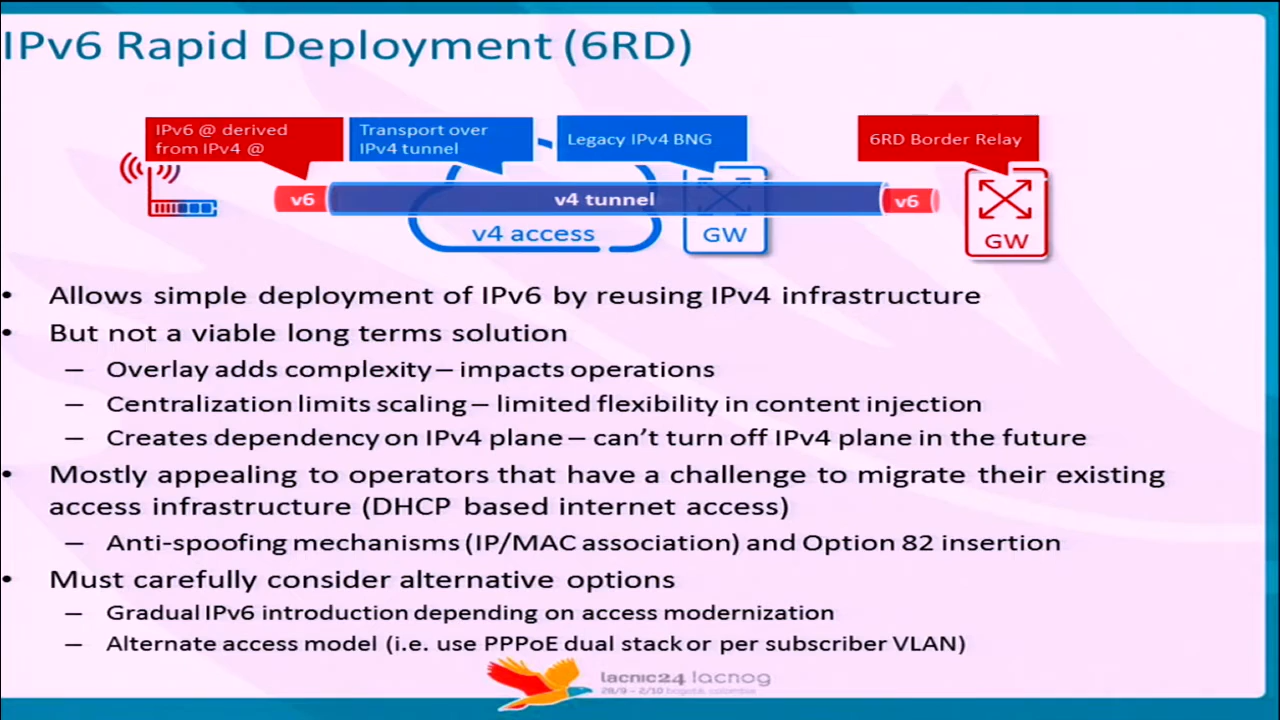 IPv6 Rapid Deployment (6RD)
IPv6 @ derived
from IPv4 @
Transport over
IPv4 tunnel
Legacy IPv4 BNG
6RD Border Relay
v6
v4 tunnel
v6
v4 access
GW
GW
• Allows simple deployment of IPv6 by reusing IPv4 infrastructure
• But not a viable long terms solution
– Overlay adds complexity – impacts operations
– Centralization limits scaling – limited flexibility in content injection
– Creates dependency on IPv4 plane – can't turn off IPv4 plane in the future
• Mostly appealing to operators that have a challenge to migrate their existing
access infrastructure (DHCP based internet access)
– Anti-spoofing mechanisms (IP/MAC association) and Option 82 insertion
• Must carefully consider alternative options
– Gradual IPv6 introduction depending on access modernization
– Alternate access model (i.e. use PPPoE dual stack or per subscriber VLAN)
lacnic24 lacnog
28/9 – 2/10 bogotá, colombia